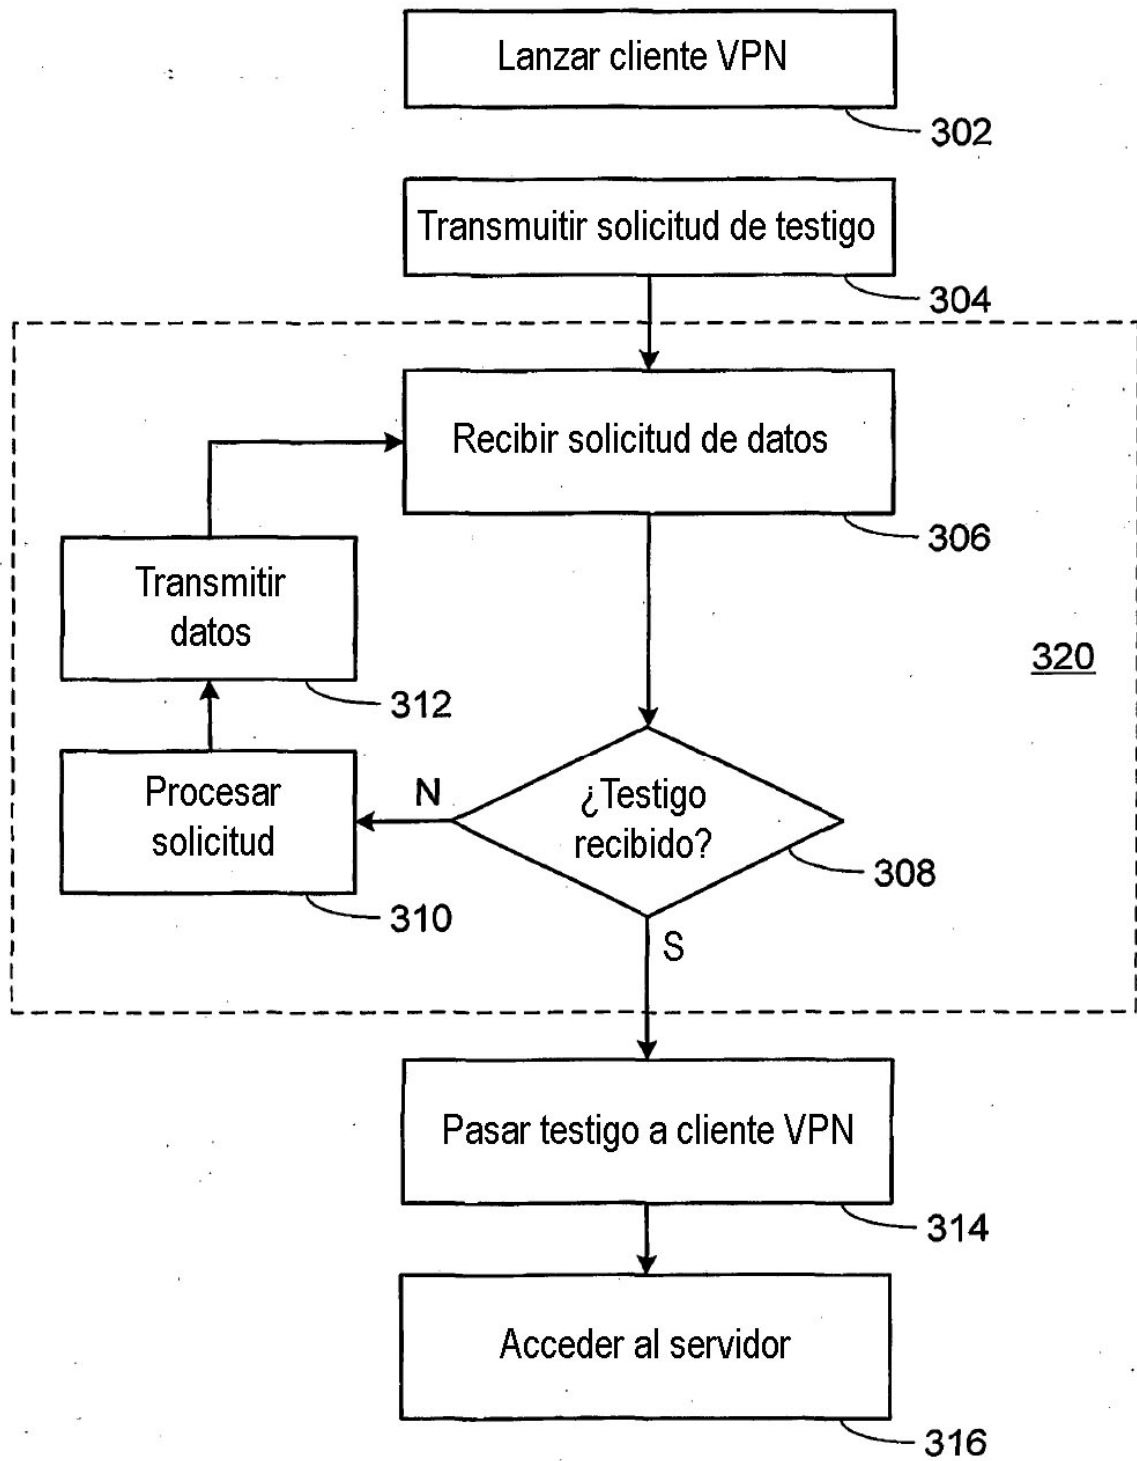 Lanzar cliente VPN
302
Transmuitir solicitud de testigo
304
Recibir solicitud de datos
306
Transmitir
datos
312
320
Procesar
solicitud
310
N
¿Testigo
recibido?
308
S
Pasar testigo a cliente VPN
314
Acceder al servidor
316